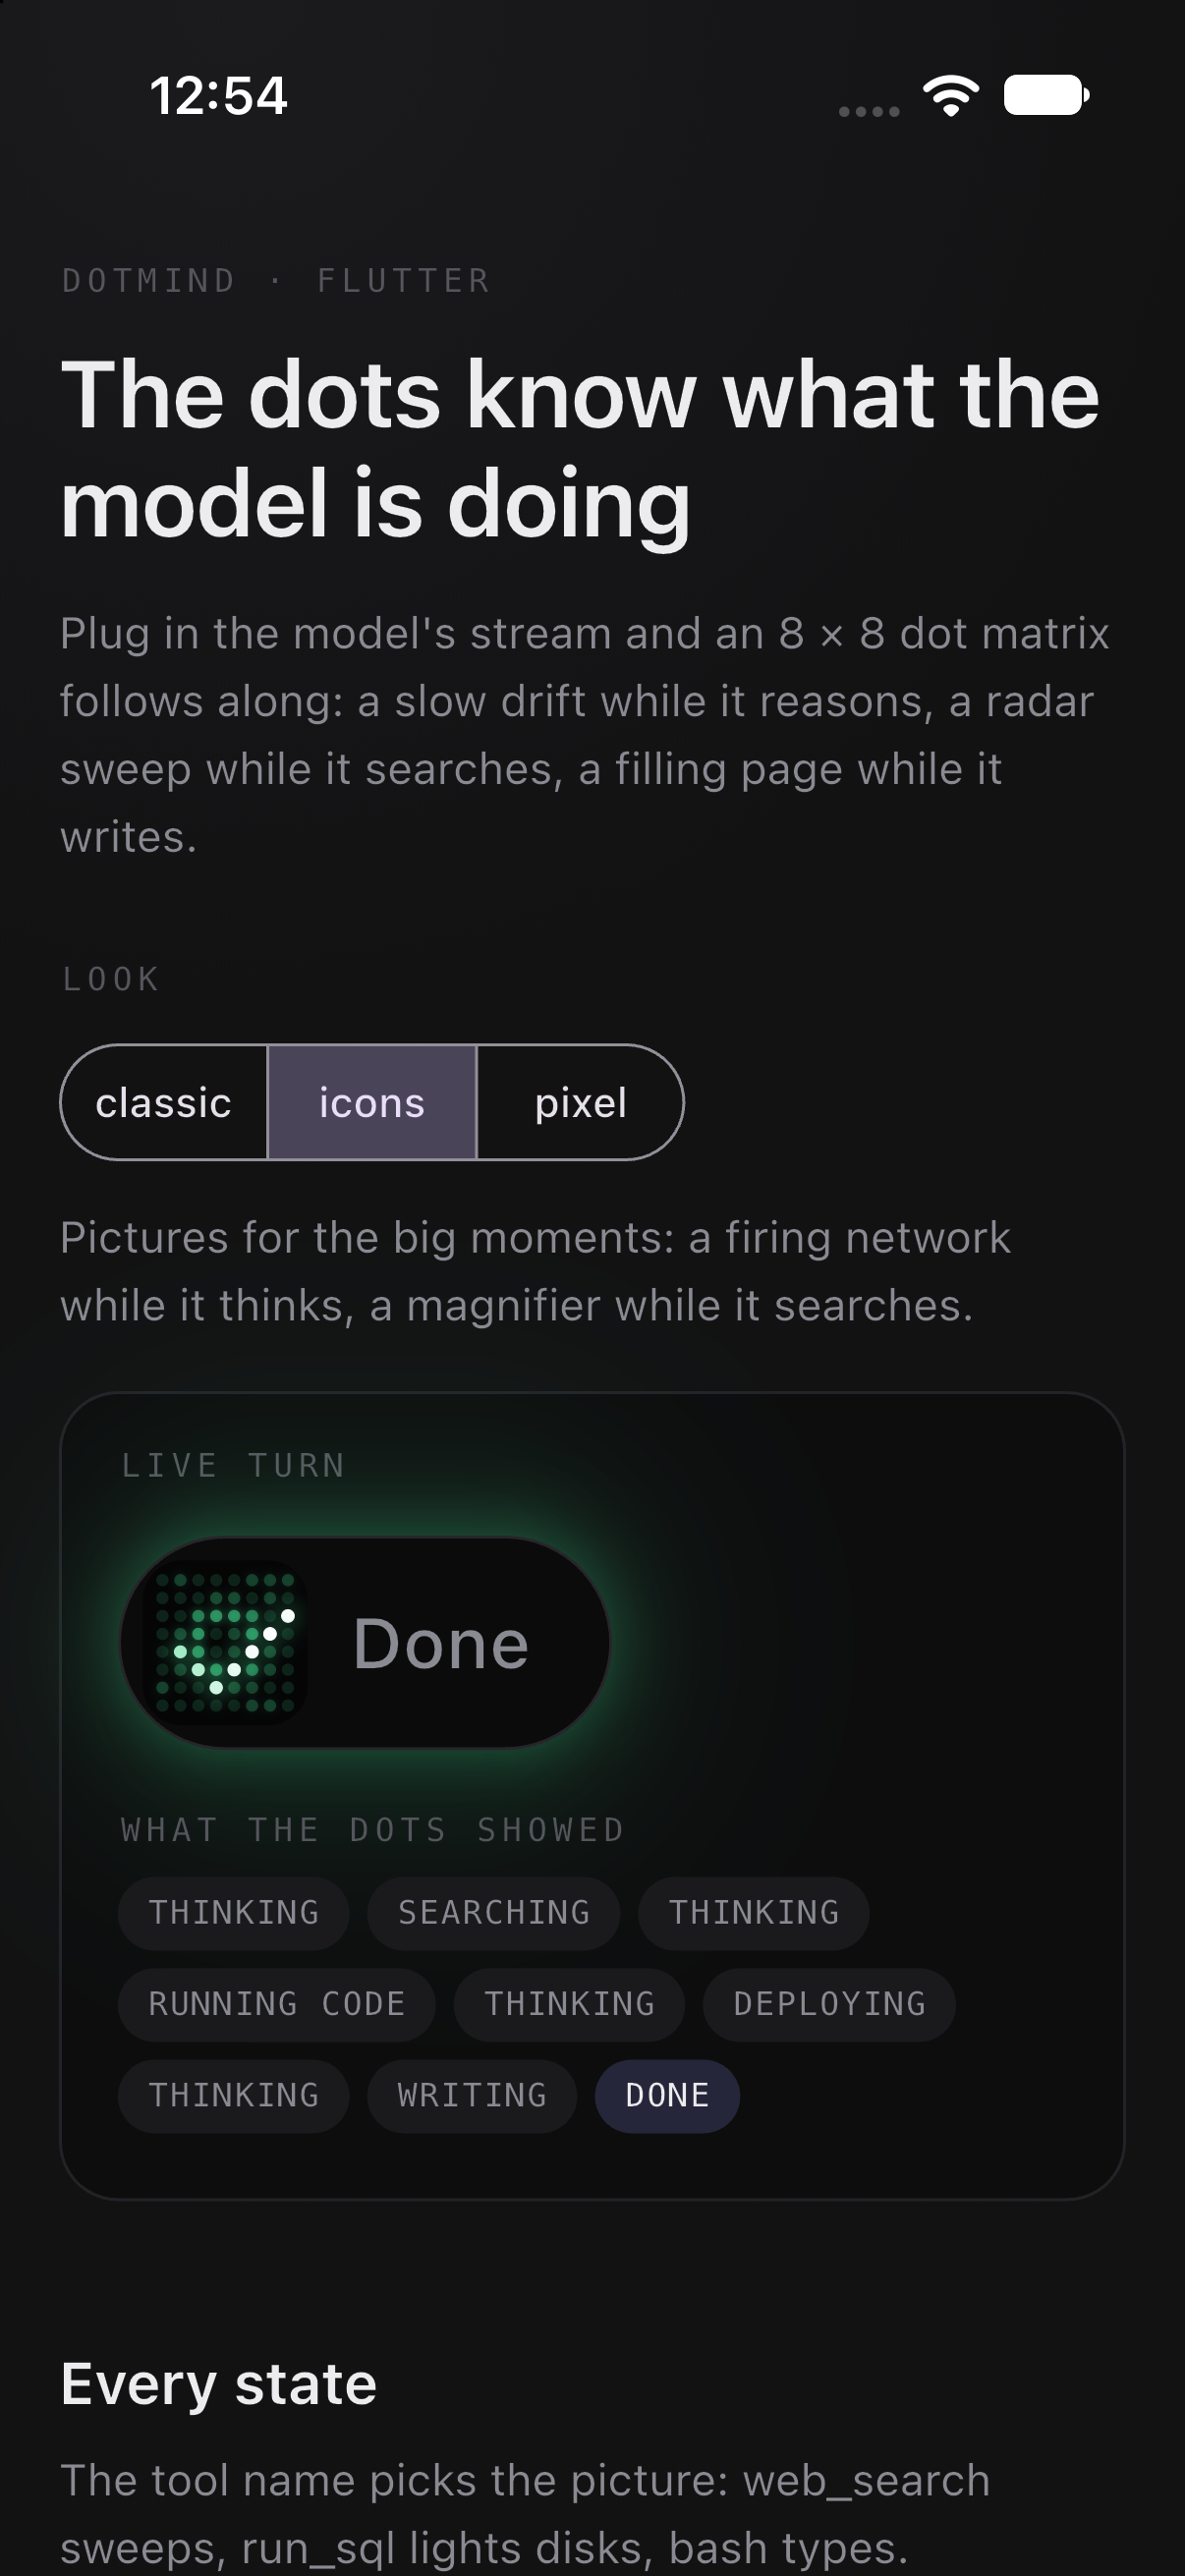 12:54
DOTMIND · FLUTTER
The dots know what the
model is doing
Plug in the model's stream and an 8 × 8 dot matrix
follows along: a slow drift while it reasons, a radar
sweep while it searches, a filling page while it
writes.
LOOK
classic icons pixel
Pictures for the big moments: a firing network
while it thinks, a magnifier while it searches.
LIVE TURN
Done
WHAT THE DOTS SHOWED
THINKING SEARCHING THINKING
RUNNING CODE THINKING DEPLOYING
THINKING WRITING DONE
Every state
The tool name picks the picture: web_search
sweeps, run_sql lights disks, bash types.